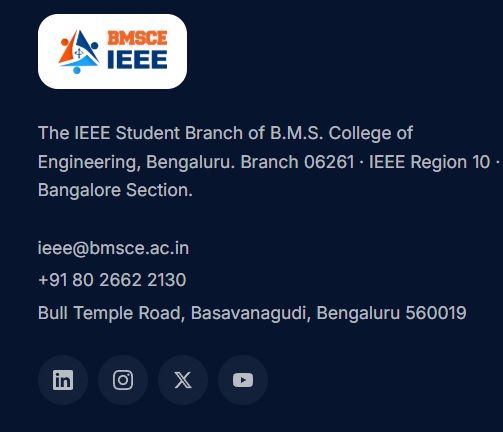 BMSCE
IEEE
The IEEE Student Branch of B.M.S. College of
Engineering, Bengaluru. Branch 06261 · IEEE Region 10 ·
Bangalore Section.
ieee@bmsce.ac.in
+91 80 2662 2130
Bull Temple Road, Basavanagudi, Bengaluru 560019